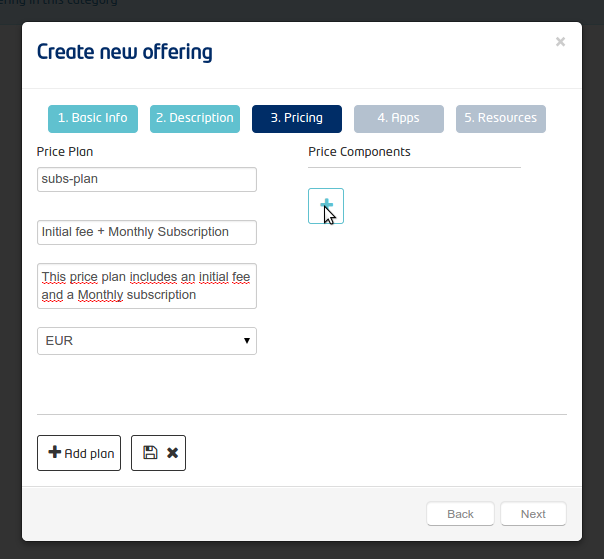 ering in this category
Create new offering
×
1. Basic Info
2. Description
3. Pricing
4. Apps
5. Resources
Price Plan
Price Components
subs-plan
Initial fee + Monthly Subscription
This price plan includes an initial fee
and a Monthly subscription
EUR
Add plan
Back
Next